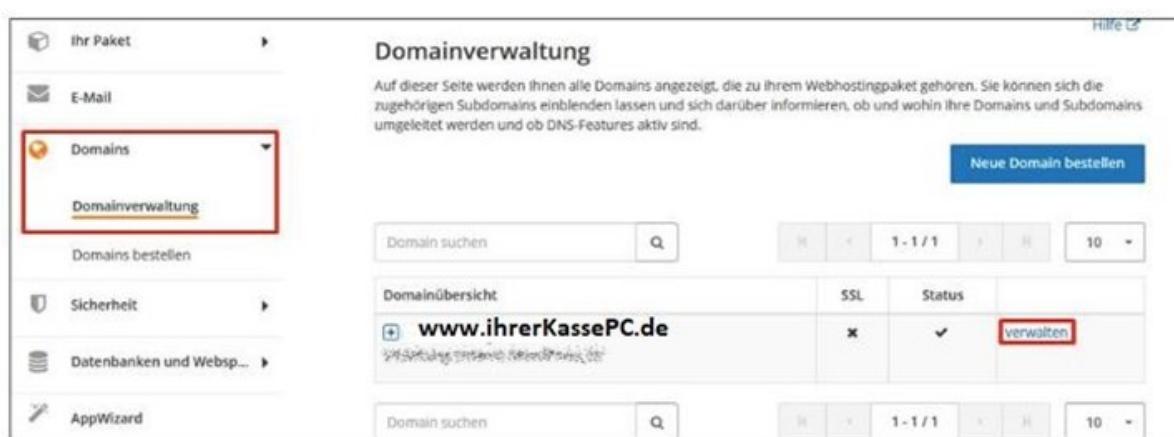 Hilfe
Ihr Paket
E-Mail
Domains
Domainverwaltung
Domains bestellen
Sicherheit
Datenbanken und Websp...
AppWizard
Domainverwaltung
Auf dieser Seite werden Ihnen alle Domains angezeigt, die zu Ihrem Webhostingpaket gehören. Sie können sich die
zugehörigen Subdomains einblenden lassen und sich darüber informieren, ob und wohin Ihre Domains und Subdomains
umgeleitet werden und ob DNS-Features aktiv sind.
Neue Domain bestellen
Domain suchen
1 - 1 / 1
10
Domainübersicht SSL Status
www.ihrerKassePC.de verwalten
Domain suchen
1 - 1 / 1
10